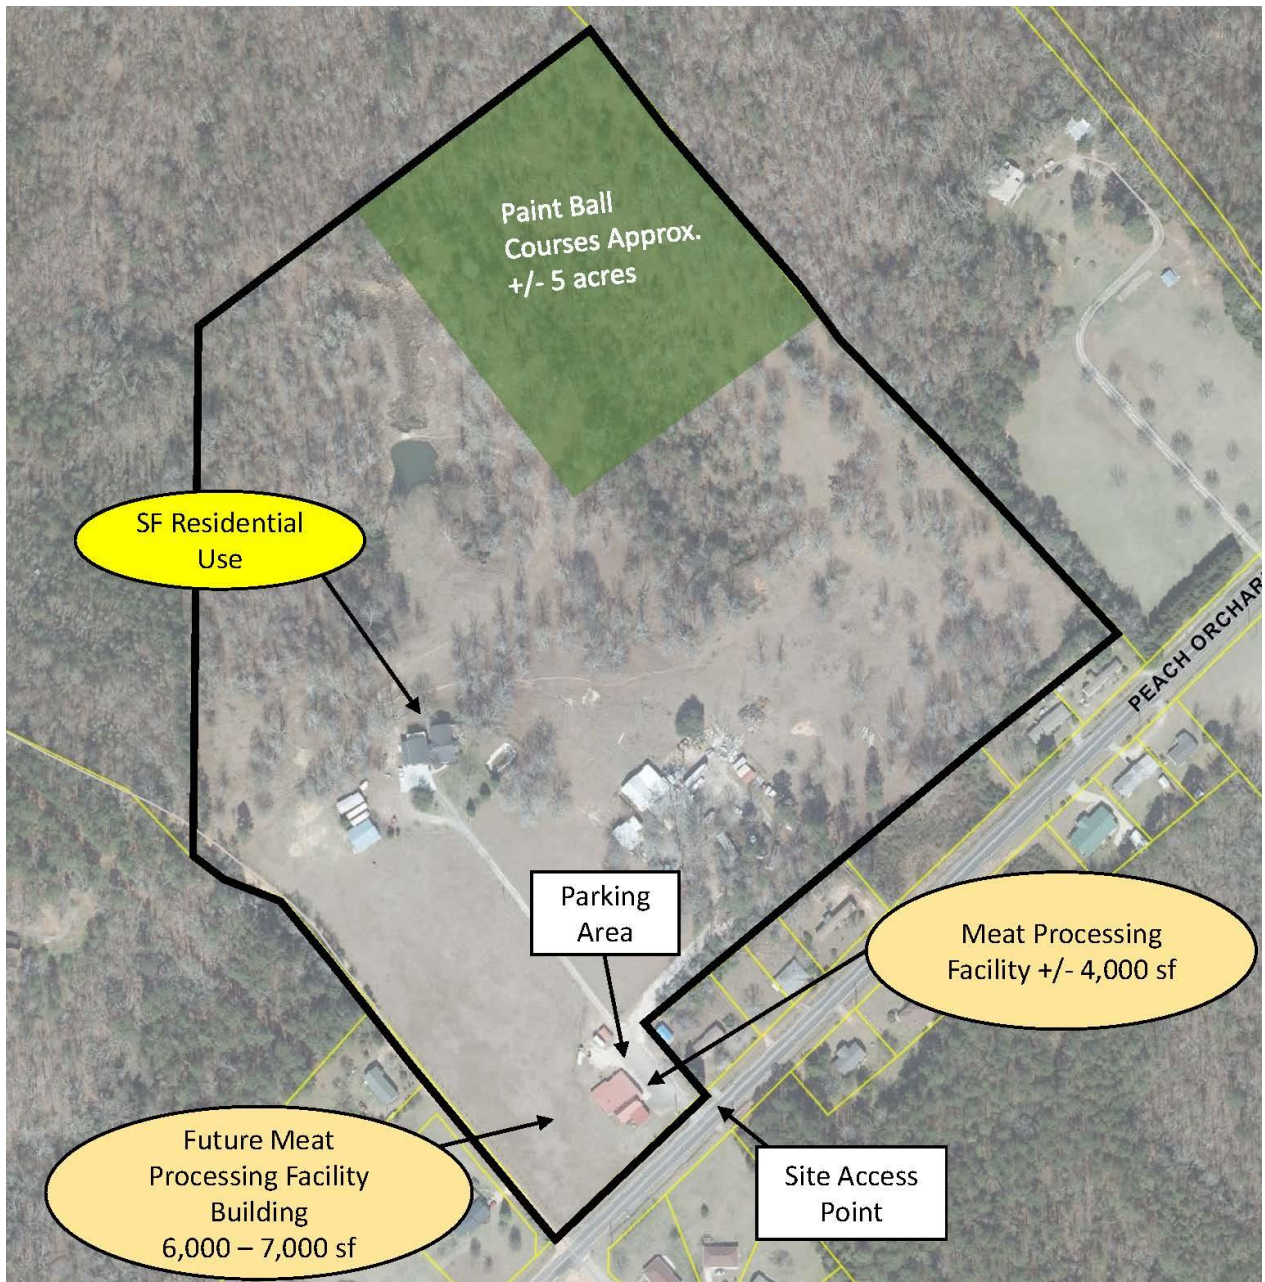 Paint Ball
Courses Approx.
+/- 5 acres
SF Residential
Use
PEACH ORCHAR
Parking
Area
Meat Processing
Facility +/- 4,000 sf
Future Meat
Processing Facility
Building
6,000 – 7,000 sf
Site Access
Point